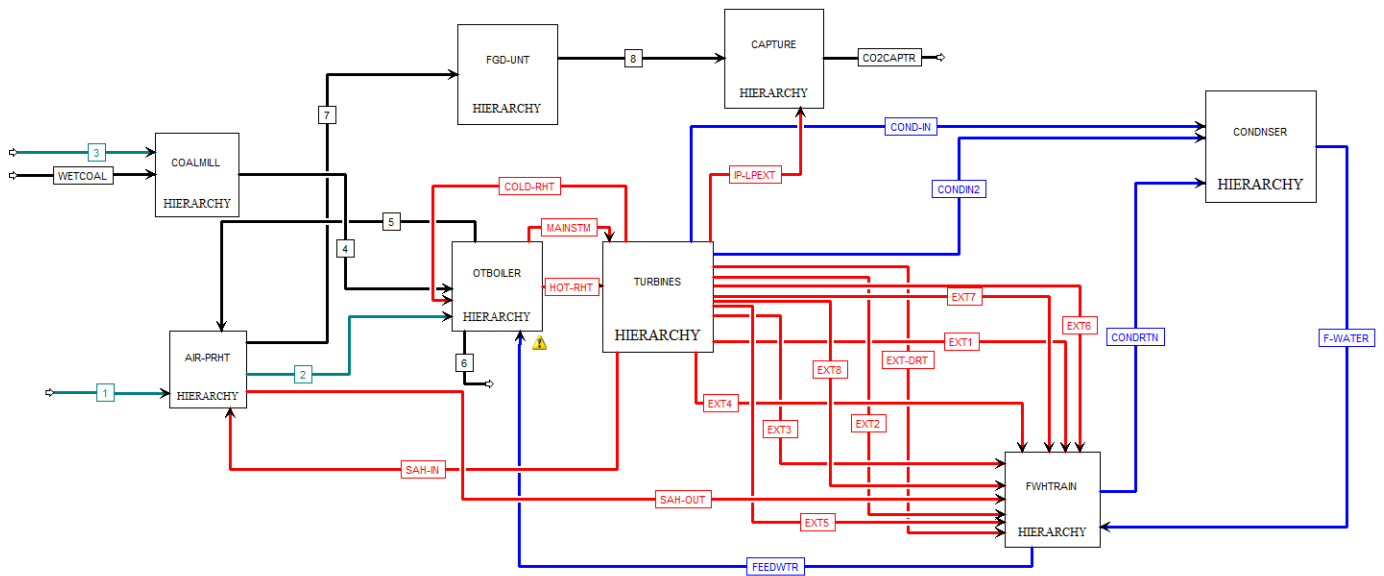 CAPTURE
FGD-UNT
8
CO2CAPTR
HIERARCHY
HIERARCHY
7
COND-IN
CONDNSER
3
COALMILL
WETCOAL
IP-LPEXT
COLD-RHT
CONDIN2
HIERARCHY
HIERARCHY
5
MAINSTM
4
OTBOILER
TURBINES
HOT-RHT
EXT7
HIERARCHY
HIERARCHY
EXT6
CONDRTN
F-WATER
EXT1
AIR-PRHT
EXT-DRT
6
2
EXT8
1
HIERARCHY
EXT4
EXT3
EXT2
SAH-IN
FWHTRAIN
SAH-OUT
EXT5
HIERARCHY
FEEDWTR